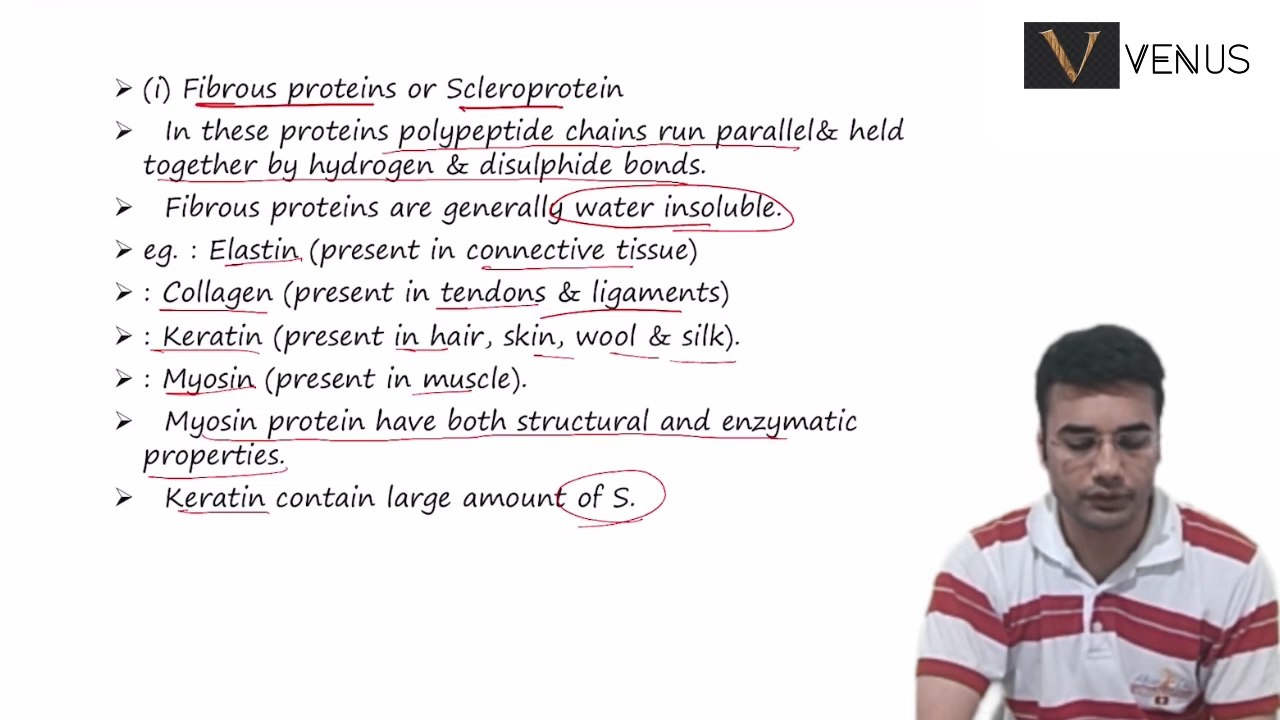 V VENUS
➢ (i) Fibrous proteins or Scleroprotein
➢ In these proteins polypeptide chains run parallel& held
together by hydrogen & disulphide bonds.
➢ Fibrous proteins are generally water insoluble.
➢ eg. : Elastin (present in connective tissue)
➢ : Collagen (present in tendons & ligaments)
➢ : Keratin (present in hair, skin, wool & silk).
➢ : Myosin (present in muscle).
➢ Myosin protein have both structural and enzymatic
properties.
➢ Keratin contain large amount of S.